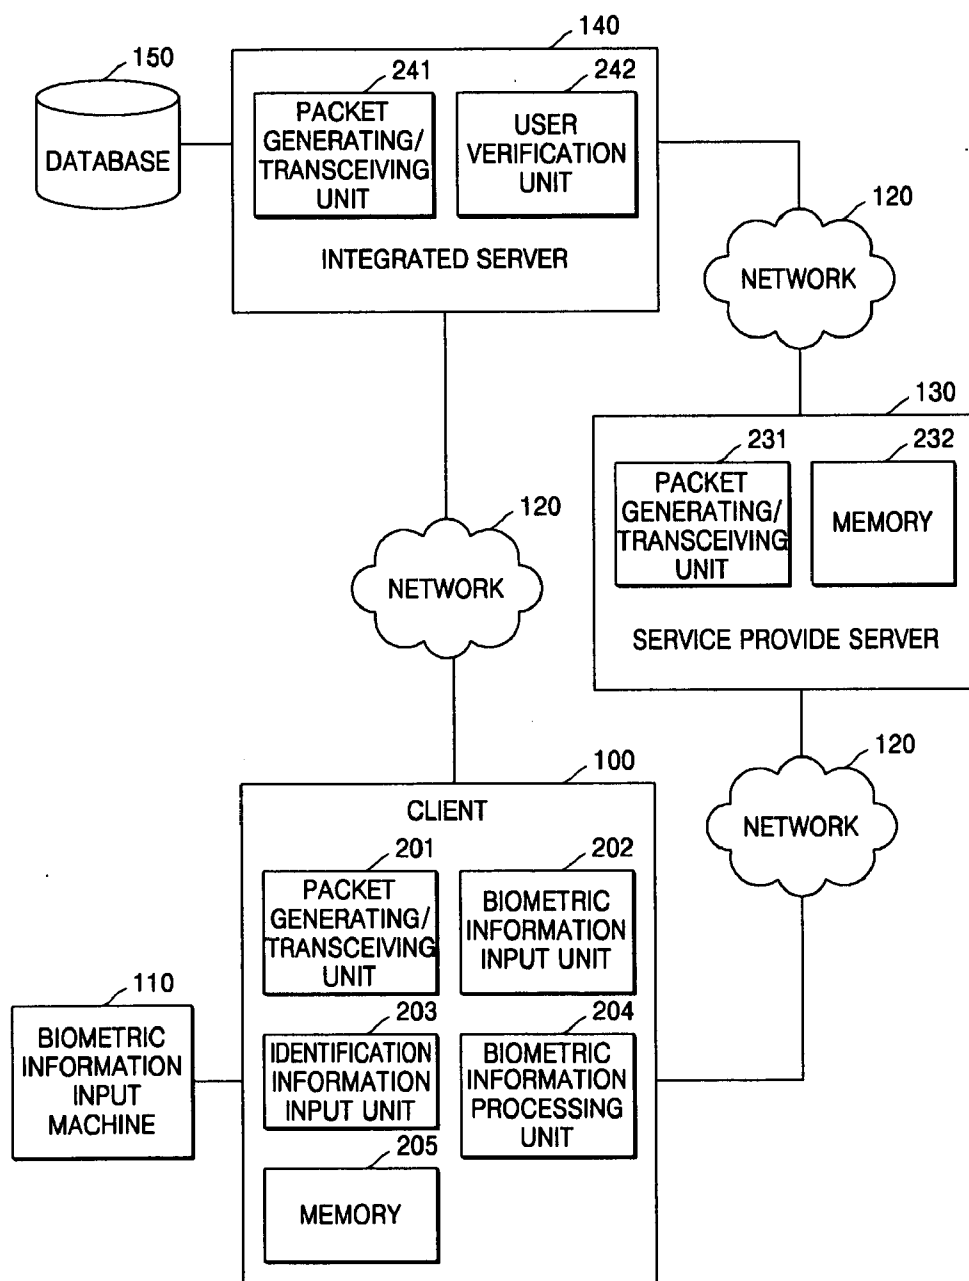 140
150
241
242
DATABASE
PACKET
GENERATING/
TRANSCEIVING
UNIT
USER
VERIFICATION
UNIT
INTEGRATED SERVER
120
NETWORK
130
231
232
PACKET
GENERATING/
TRANSCEIVING
UNIT
MEMORY
SERVICE PROVIDE SERVER
120
NETWORK
120
NETWORK
100
CLIENT
201
202
PACKET
GENERATING/
TRANSCEIVING
UNIT
BIOMETRIC
INFORMATION
INPUT UNIT
110
BIOMETRIC
INFORMATION
INPUT
MACHINE
203
204
IDENTIFICATION
INFORMATION
INPUT UNIT
BIOMETRIC
INFORMATION
PROCESSING
UNIT
205
MEMORY